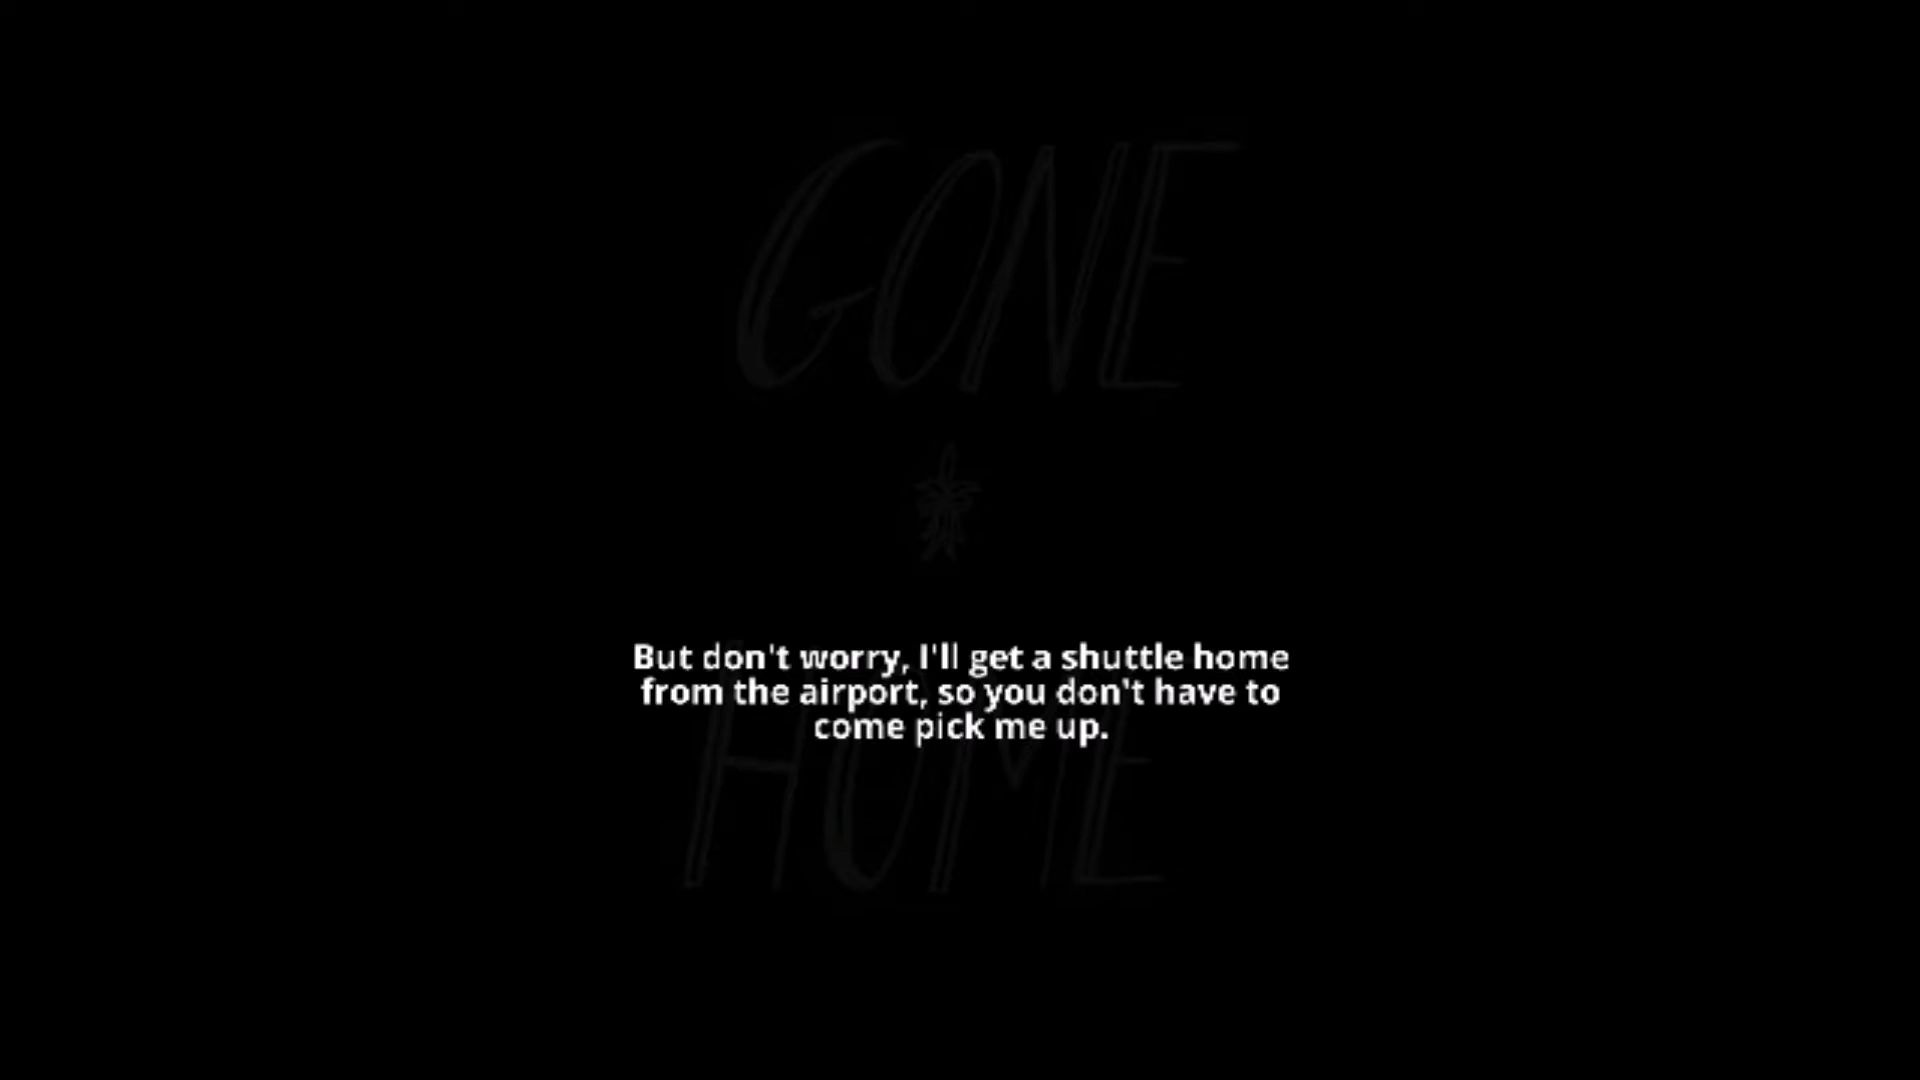 GONE
But don't worry, I'll get a shuttle home
from the airport, so you don't have to
come pick me up.
HOME